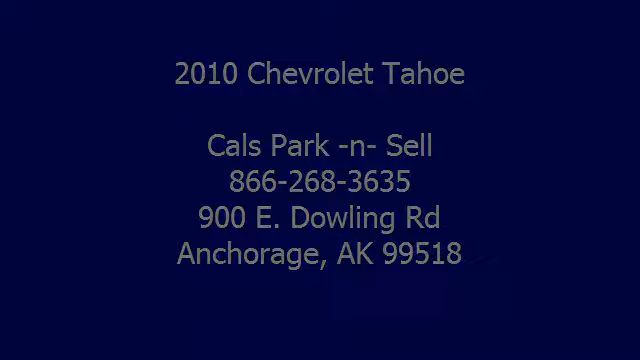 2010 Chevrolet Tahoe
Cals Park -n- Sell
866-268-3635
900 E. Dowling Rd
Anchorage, AK 99518